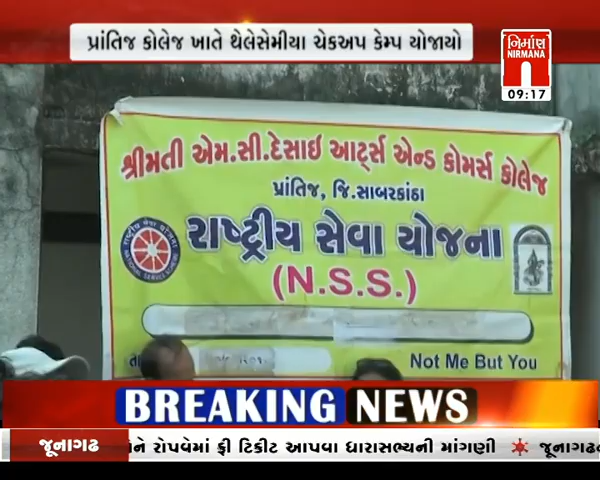 પ્રાંતિજ કોલેજ ખાતે થેલેસેમીયા ચેકઅપ કેમ્પ યોજાયો
નિર્માણ
NIRMANA
09:17
શ્રીમતી એમ.સી.દેસાઇ આર્ટ્સ એન્ડ કોમર્સ કોલેજ
પ્રાંતિજ, જિ.સાબરકાંઠા
રાષ્ટ્રીય સેવા યોજના
(N.S.S.)
Not Me But You
BREAKING NEWS
જૂનાગઢ
રોપવેમાં ફ્રી ટિકીટ આપવા ધારાસભ્યની માંગણી